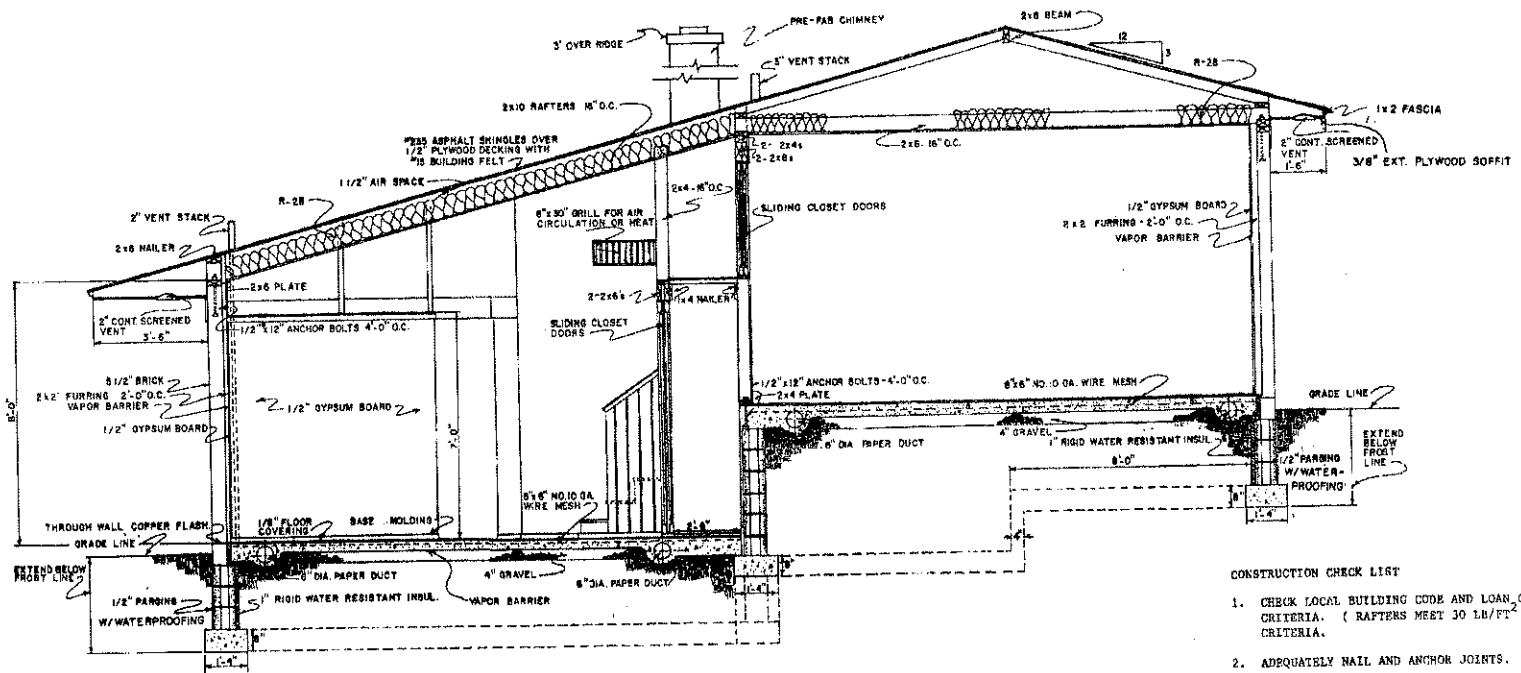 2x8 BEAM
PRE-FAB CHIMNEY
3' OVER RIDGE
12
3
3" VENT STACK
R-28
2x10 RAFTERS 16" O.C.
1x2 FASCIA
#235 ASPHALT SHINGLES OVER
1/2" PLYWOOD DECKING WITH
#15 BUILDING FELT
2- 2x4s
2-2x8s
2x6-16" O.C.
2" CONT. SCREENED
VENT
1'-6"
3/8" EXT. PLYWOOD SOFFIT
1 1/2" AIR SPACE
R-28
2x4-16" O.C.
2" VENT STACK
6"x30" GRILL FOR AIR
CIRCULATION OR HEAT
SLIDING CLOSET DOORS
1/2" GYPSUM BOARD
2x2 FURRING-2'-0" O.C.
VAPOR BARRIER
2x6 NAILER
2x6 PLATE
2-2x6's
1x4 NAILER
2" CONT. SCREENED
VENT
3'-6"
1/2"x12" ANCHOR BOLTS 4'-0" O.C.
SLIDING CLOSET
DOORS
5 1/2" BRICK
2x2 FURRING 2'-0" O.C.
VAPOR BARRIER
1/2" GYPSUM BOARD
1/2" GYPSUM BOARD
8'-0"
7'-0"
1/2"x12" ANCHOR BOLTS-4'-0" O.C.
2x4 PLATE
6"x6" NO.10 GA. WIRE MESH
GRADE LINE
4" GRAVEL
6" DIA PAPER DUCT
1" RIGID WATER RESISTANT INSUL.
EXTEND
BELOW
FROST
LINE
1/2" PARGING
W/WATER-
PROOFING
8'-0"
8"
1'-4"
6"x6" NO.10 GA.
WIRE MESH
THROUGH WALL COPPER FLASH.
1/8" FLOOR
COVERING
BASE MOLDING
GRADE LINE
EXTEND BELOW
FROST LINE
6" DIA. PAPER DUCT
4" GRAVEL
6" DIA. PAPER DUCT
1/2" PARGING
W/WATERPROOFING
1" RIGID WATER RESISTANT INSUL.
VAPOR BARRIER
8"
1'-4"
8"
1'-4"
CONSTRUCTION CHECK LIST
1. CHECK LOCAL BUILDING CODE AND LOAN
CRITERIA. ( RAFTERS MEET 30 LB/FT2
CRITERIA.
2. ADEQUATELY NAIL AND ANCHOR JOINTS.